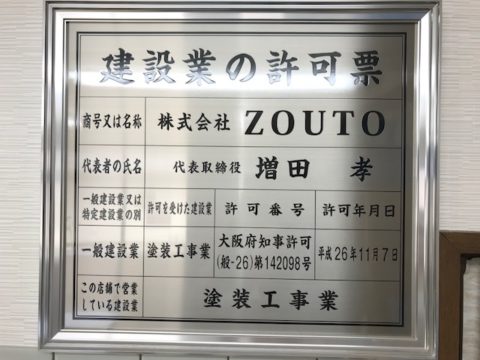 建設業の許可票
商号又は名称 株式会社 ZOUTO
代表者の氏名 代表取締役 増田 孝
一般建設業又は
特定建設業の別 許可を受けた建設業 許可番号 許可年月日
一般建設業 塗装工事業 大阪府知事許可
(般-26)第142098号 平成26年11月7日
この店舗で営業
している建設業 塗装工事業